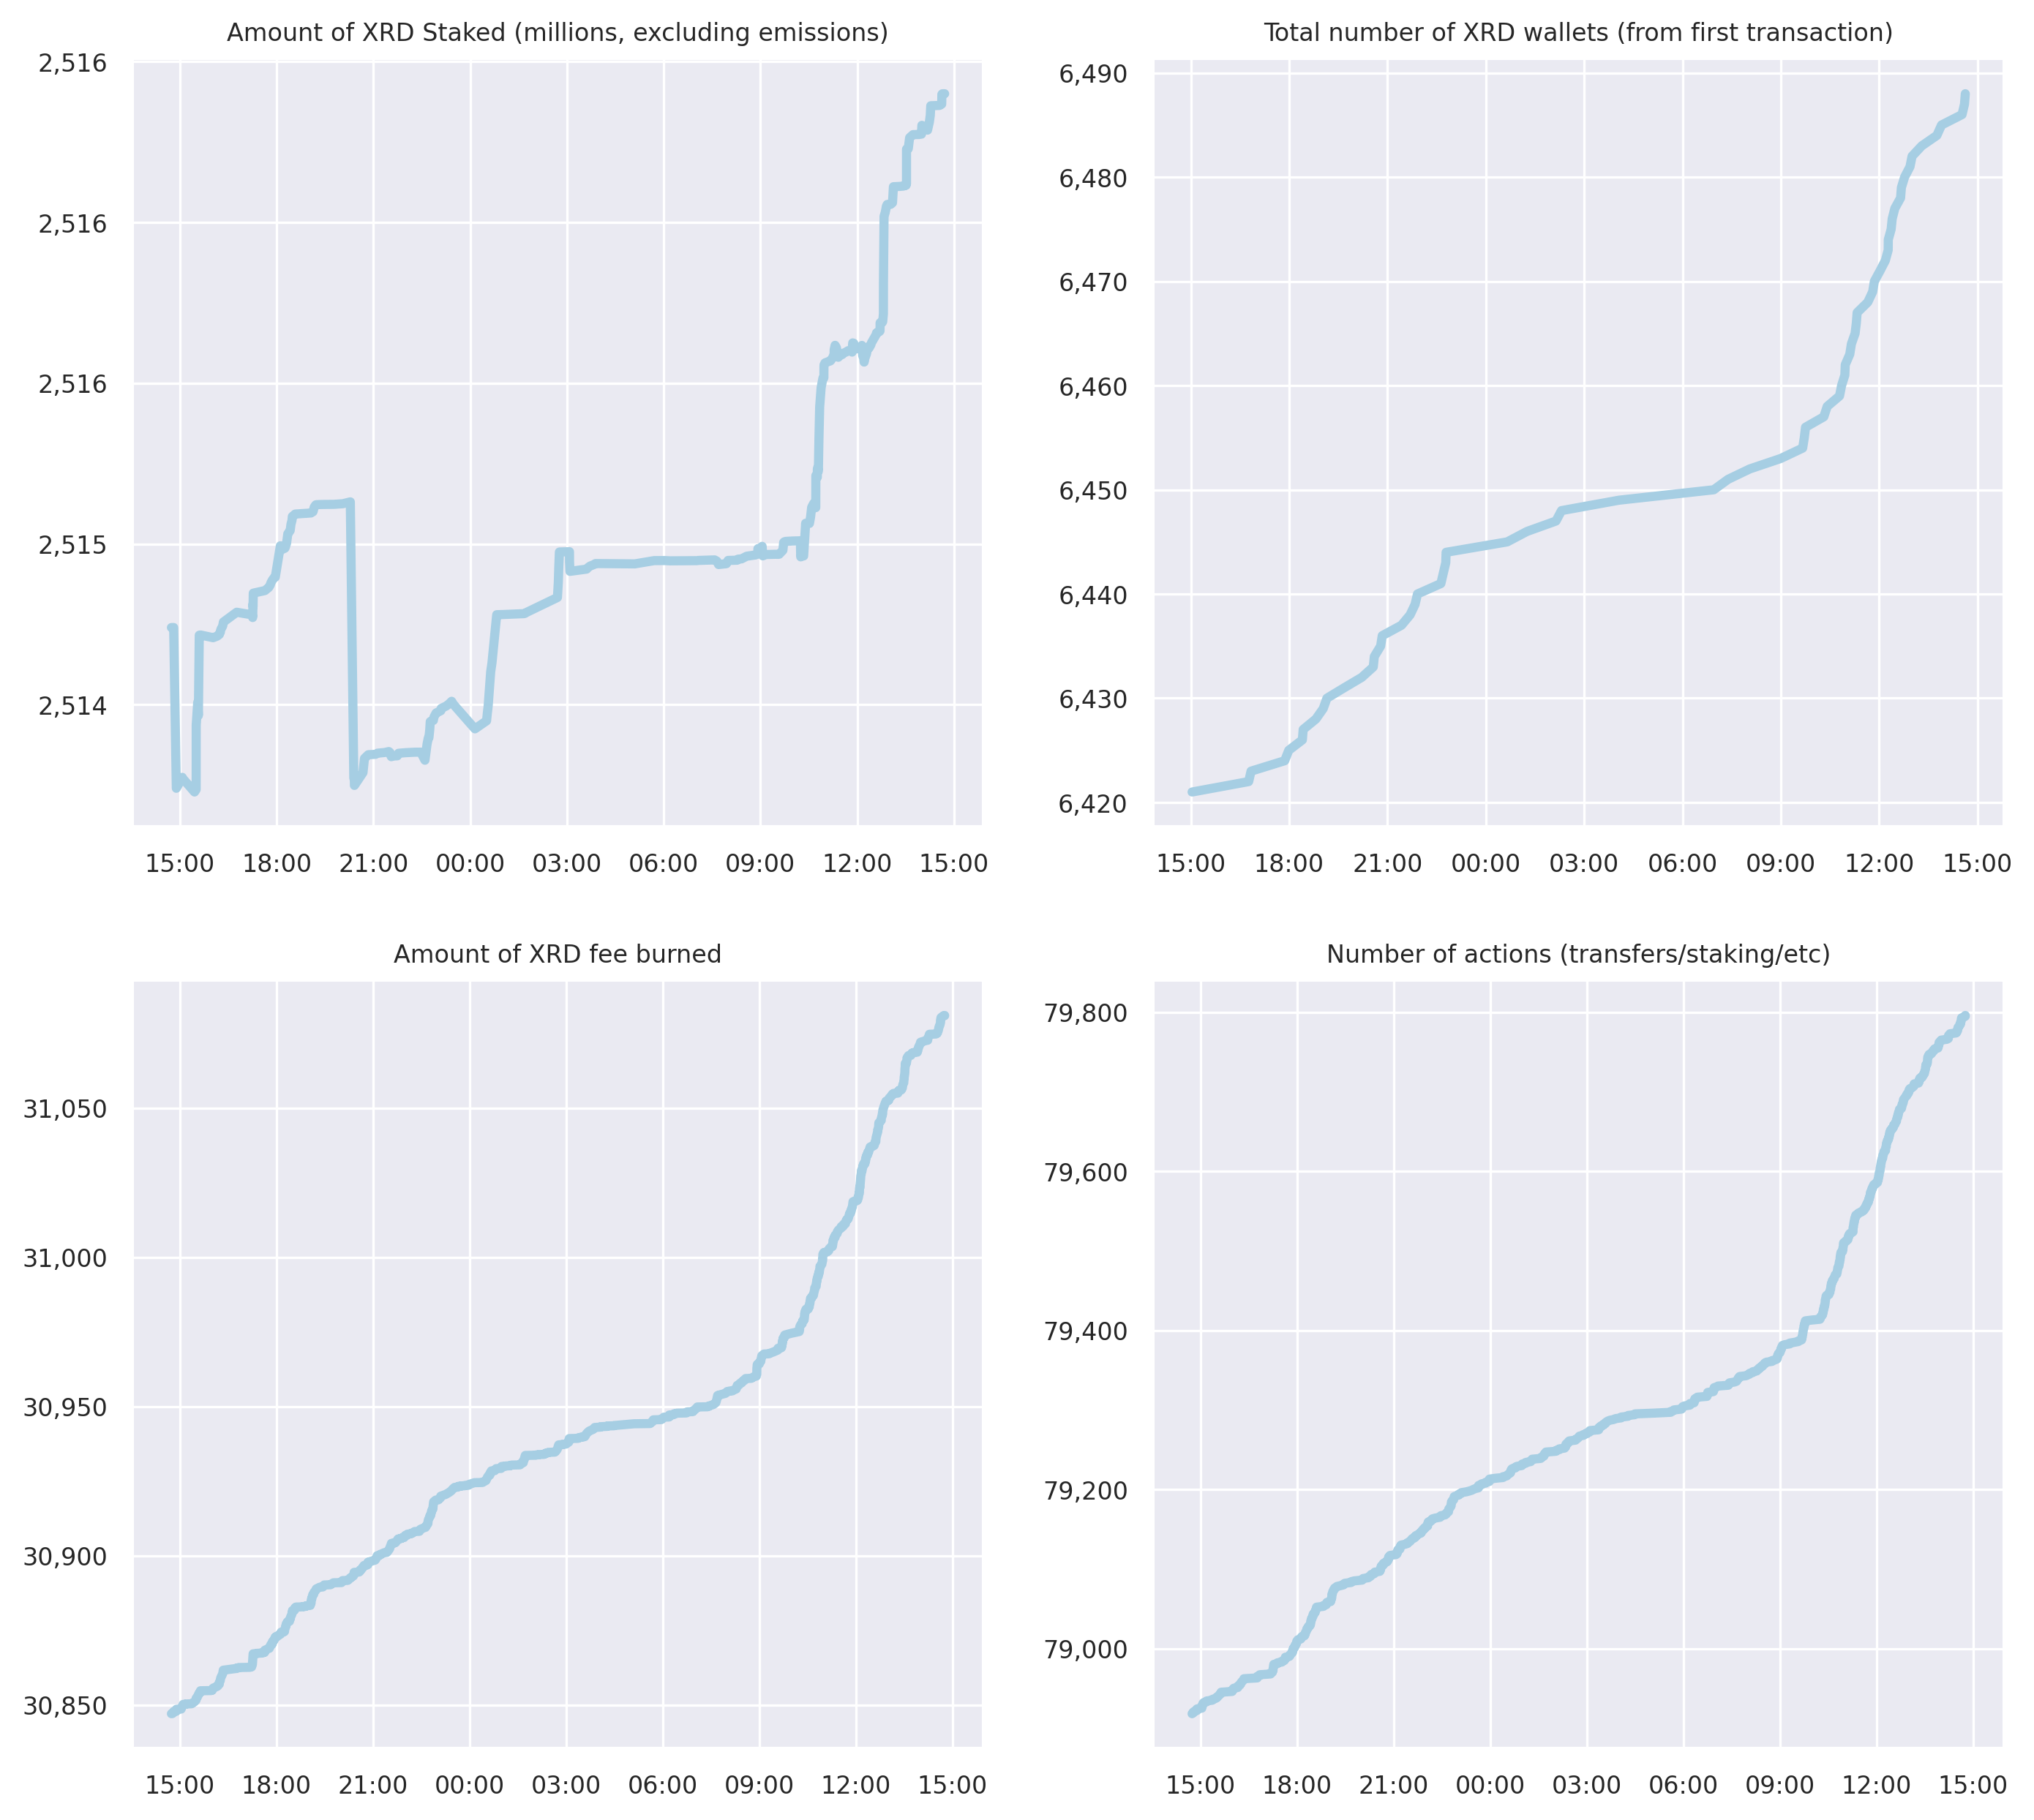 Amount of XRD Staked (millions, excluding emissions)
2,516
2,516
2,516
2,515
2,514
15:00 18:00 21:00 00:00 03:00 06:00 09:00 12:00 15:00
Total number of XRD wallets (from first transaction)
6,490
6,480
6,470
6,460
6,450
6,440
6,430
6,420
15:00 18:00 21:00 00:00 03:00 06:00 09:00 12:00 15:00
Amount of XRD fee burned
31,050
31,000
30,950
30,900
30,850
15:00 18:00 21:00 00:00 03:00 06:00 09:00 12:00 15:00
Number of actions (transfers/staking/etc)
79,800
79,600
79,400
79,200
79,000
15:00 18:00 21:00 00:00 03:00 06:00 09:00 12:00 15:00